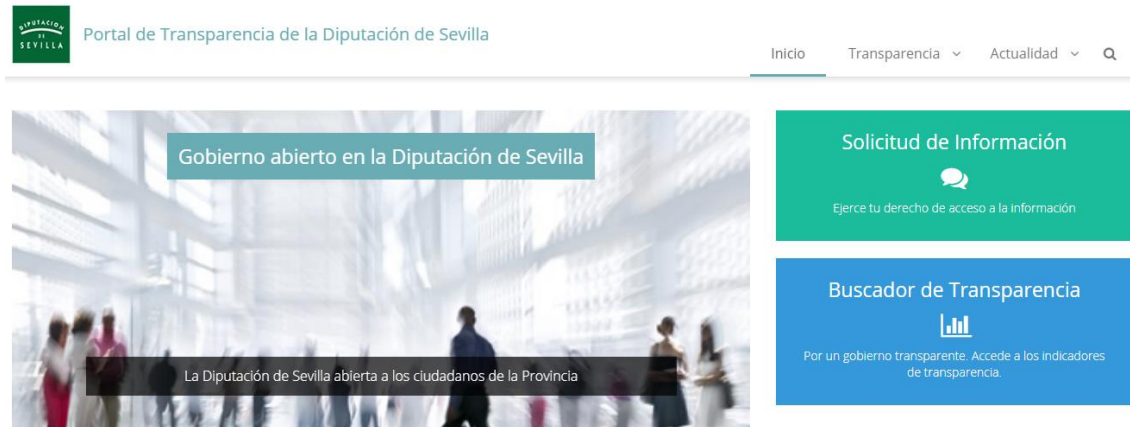 DIPUTACION
DE
SEVILLA
Portal de Transparencia de la Diputación de Sevilla
Inicio
Transparencia
Actualidad
Gobierno abierto en la Diputación de Sevilla
La Diputación de Sevilla abierta a los ciudadanos de la Provincia
Solicitud de Información
Ejerce tu derecho de acceso a la información
Buscador de Transparencia
Por un gobierno transparente. Accede a los indicadores
de transparencia.